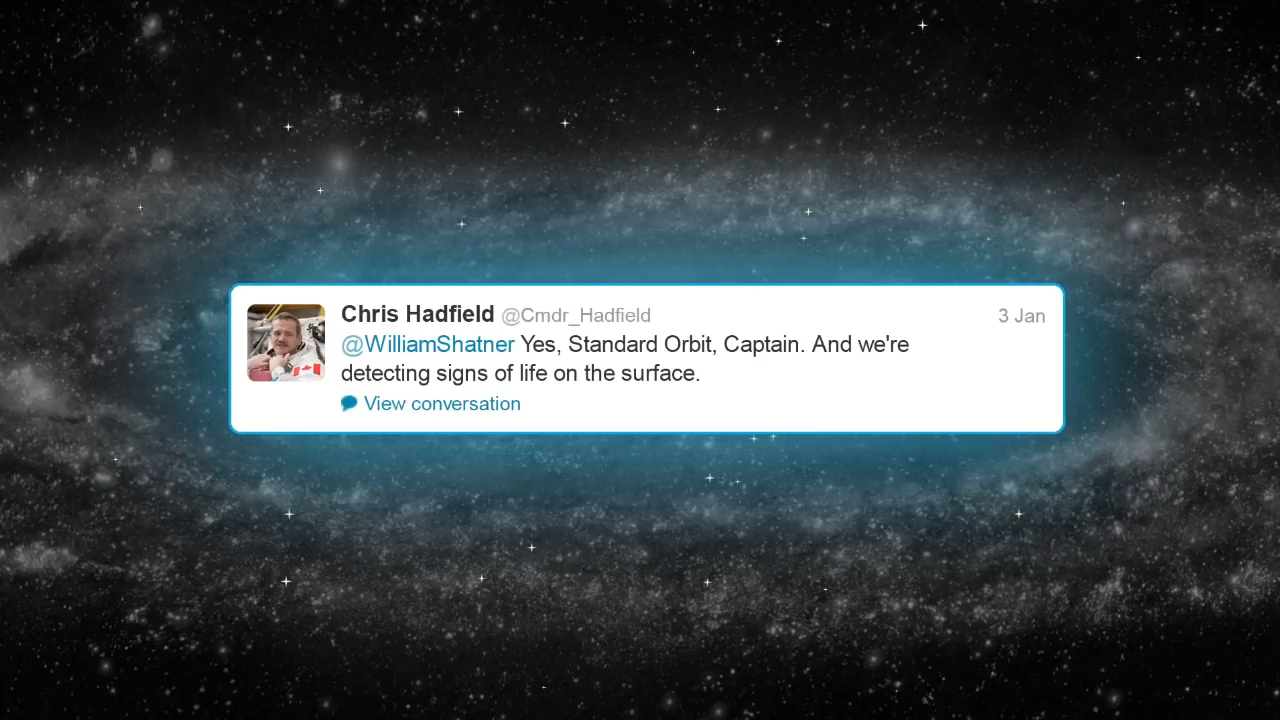 Chris Hadfield @Cmdr_Hadfield 3 Jan
@WilliamShatner Yes, Standard Orbit, Captain. And we're
detecting signs of life on the surface.
View conversation